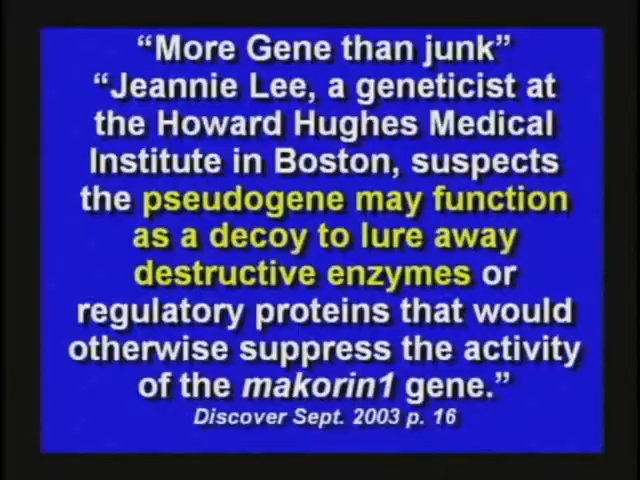 “More Gene than junk”
“Jeannie Lee, a geneticist at
the Howard Hughes Medical
Institute in Boston, suspects
the pseudogene may function
as a decoy to lure away
destructive enzymes or
regulatory proteins that would
otherwise suppress the activity
of the makorin1 gene.”
Discover Sept. 2003 p. 16